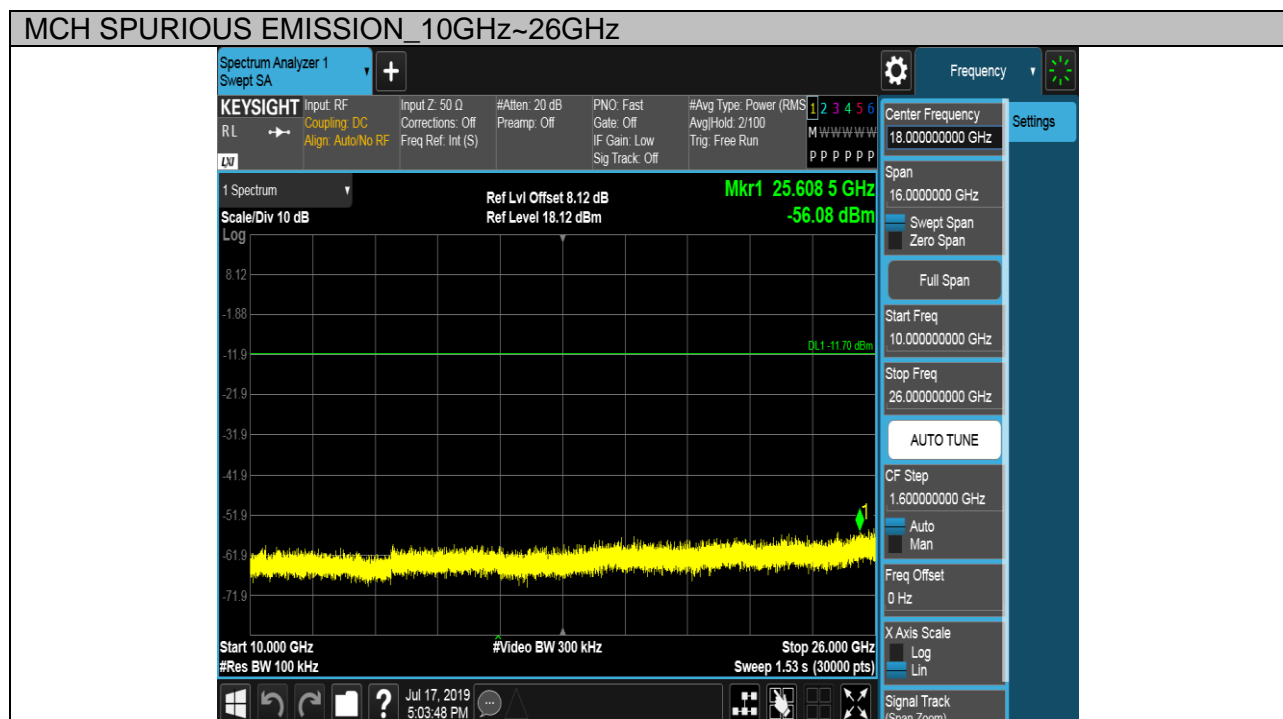 MCH SPURIOUS EMISSION_10GHz~26GHz
Spectrum Analyzer 1
Swept SA
Frequency
KEYSIGHT
RL
LXI
Input: RF
Coupling: DC
Align: Auto/No RF
Input Z: 50 Ω
Corrections: Off
Freq Ref: Int (S)
#Atten: 20 dB
Preamp: Off
PNO: Fast
Gate: Off
IF Gain: Low
Sig Track: Off
#Avg Type: Power (RMS
Avg|Hold: 2/100
Trig: Free Run
1 2 3 4 5 6
M W W W W W
P P P P P P
1 Spectrum
Scale/Div 10 dB
Ref Lvl Offset 8.12 dB
Ref Level 18.12 dBm
Mkr1 25.608 5 GHz
-56.08 dBm
Log
8.12
-1.88
-11.9
-21.9
-31.9
-41.9
-51.9
-61.9
-71.9
DL1 -11.70 dBm
1
Start 10.000 GHz
#Res BW 100 kHz
#Video BW 300 kHz
Stop 26.000 GHz
Sweep 1.53 s (30000 pts)
Jul 17, 2019
5:03:48 PM
Center Frequency
18.000000000 GHz
Settings
Span
16.0000000 GHz
Swept Span
Zero Span
Full Span
Start Freq
10.000000000 GHz
Stop Freq
26.000000000 GHz
AUTO TUNE
CF Step
1.600000000 GHz
Auto
Man
Freq Offset
0 Hz
X Axis Scale
Log
Lin
Signal Track
(Span Zoom)